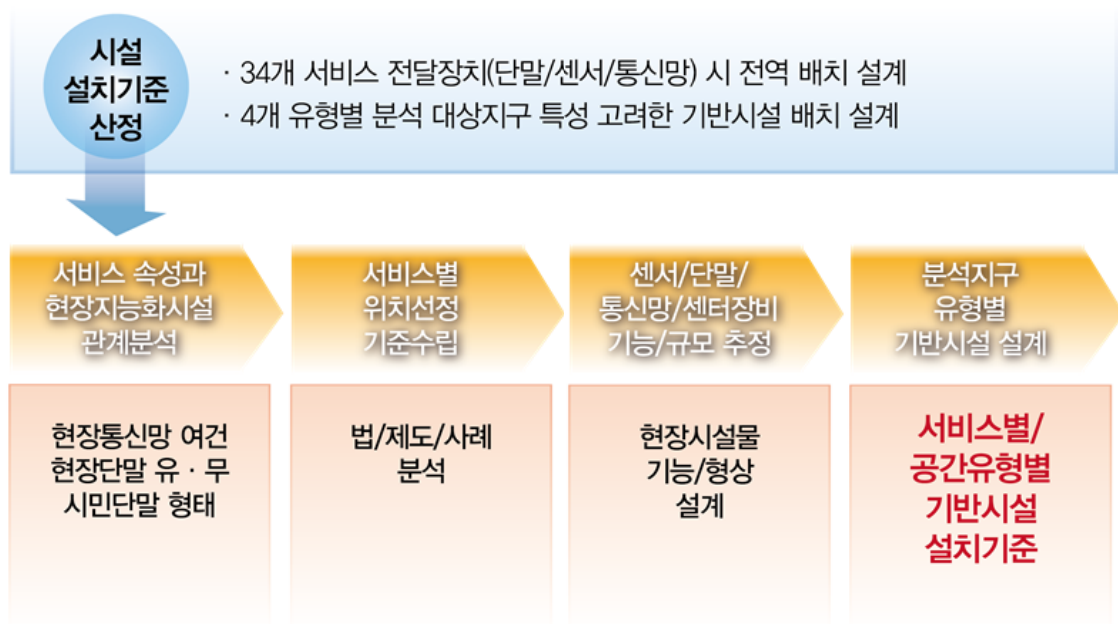 시설
설치기준
산정
· 34개 서비스 전달장치(단말/센서/통신망) 시 전역 배치 설계
· 4개 유형별 분석 대상지구 특성 고려한 기반시설 배치 설계
서비스 속성과
현장지능화시설
관계분석
서비스별
위치선정
기준수립
센서/단말/
통신망/센터장비
기능/규모 추정
분석지구
유형별
기반시설 설계
현장통신망 여건
현장단말 유 · 무
시민단말 형태
법/제도/사례
분석
현장시설물
기능/형상
설계
서비스별/
공간유형별
기반시설
설치기준